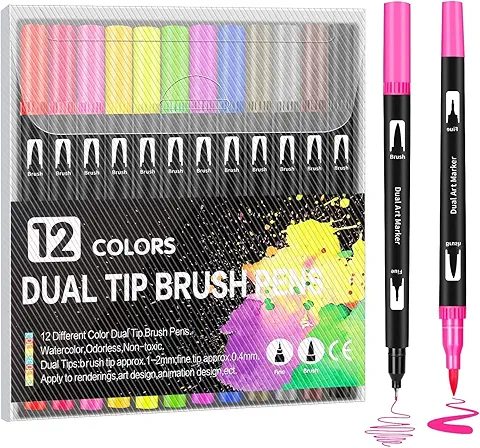 Brush Brush Brush Brush Brush Brush Brush Brush Brush Brush Brush Brush
12 COLORS
DUAL TIP BRUSH PENS
12 Different Color Dual Tip Brush Pens.
Watercolor,Odorless,Non-toxic.
Dual Tips:brush tip approx.1-2mm;fine tip approx.0.4mm.
Apply to renderings,art design,animation design,ect.
Fine
Brush
CE
Brush
Dual Art Marker
Fine
Fine
Dual Art Marker
Brush